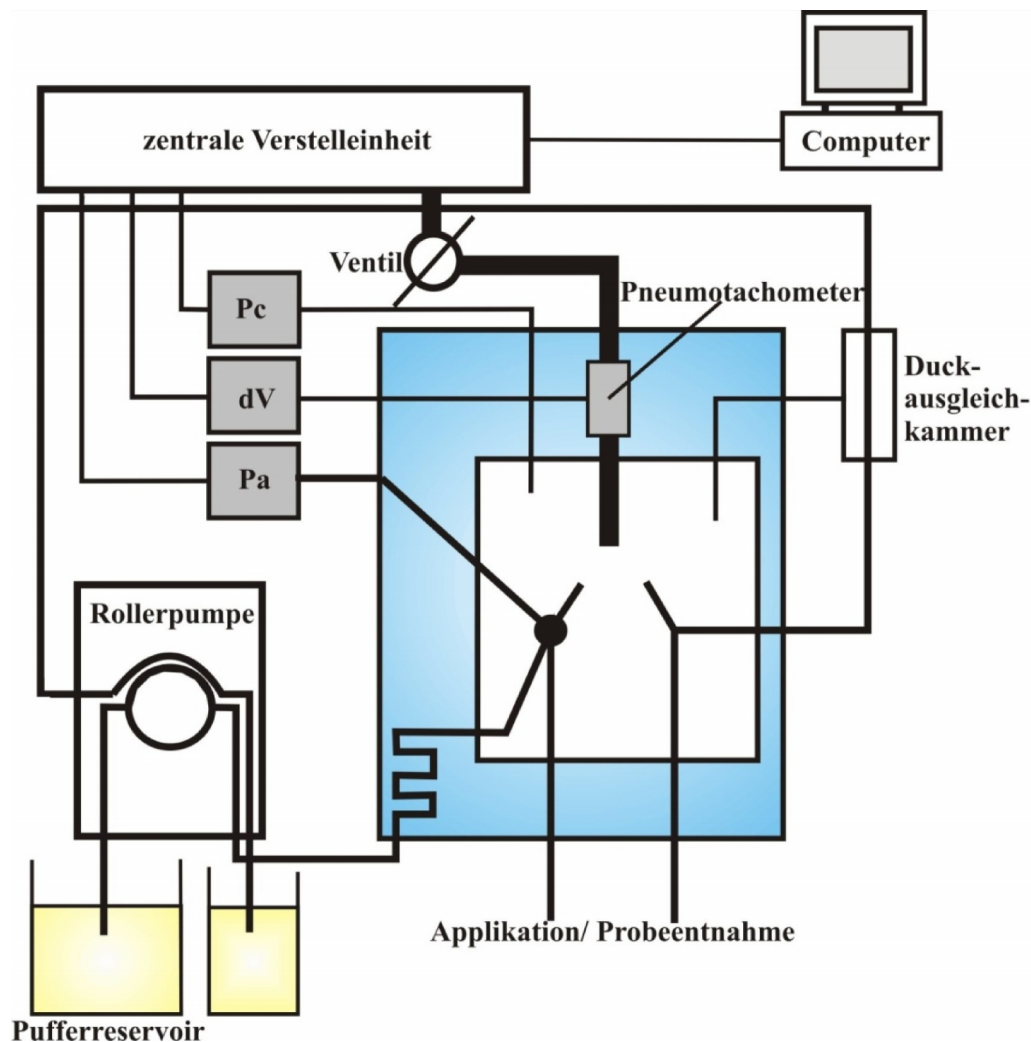 zentrale Verstelleinheit
Computer
Ventil
Pneumotachometer
Pc
dV
Pa
Duck-
ausgleich-
kammer
Rollerpumpe
Applikation/ Probeentnahme
Pufferreservoir